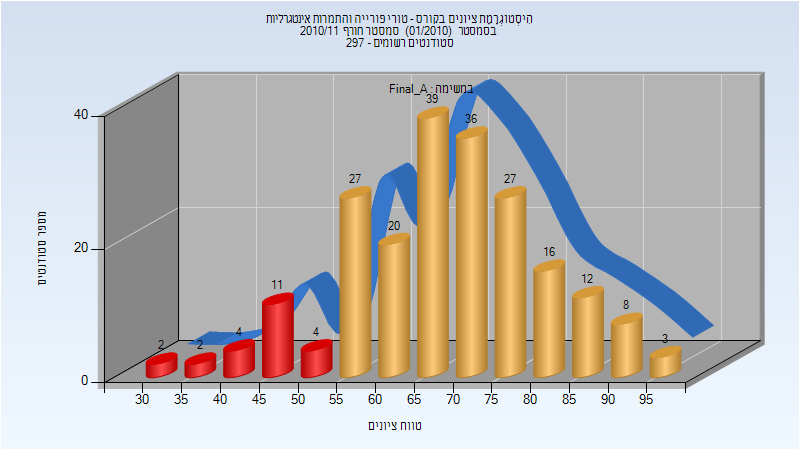 היסטוגרמת ציונים בקורס - טורי פורייה והתמרות אינטגרליות
בסמסטר (01/2010) סמסטר חורף 2010/11
סטודנטים רשומים - 297
במשימה : Final_A
39
36
27
27
20
16
12
11
8
4
4
3
2
2
40
20
0
מספר סטודנטים
30 35 40 45 50 55 60 65 70 75 80 85 90 95
טווח ציונים